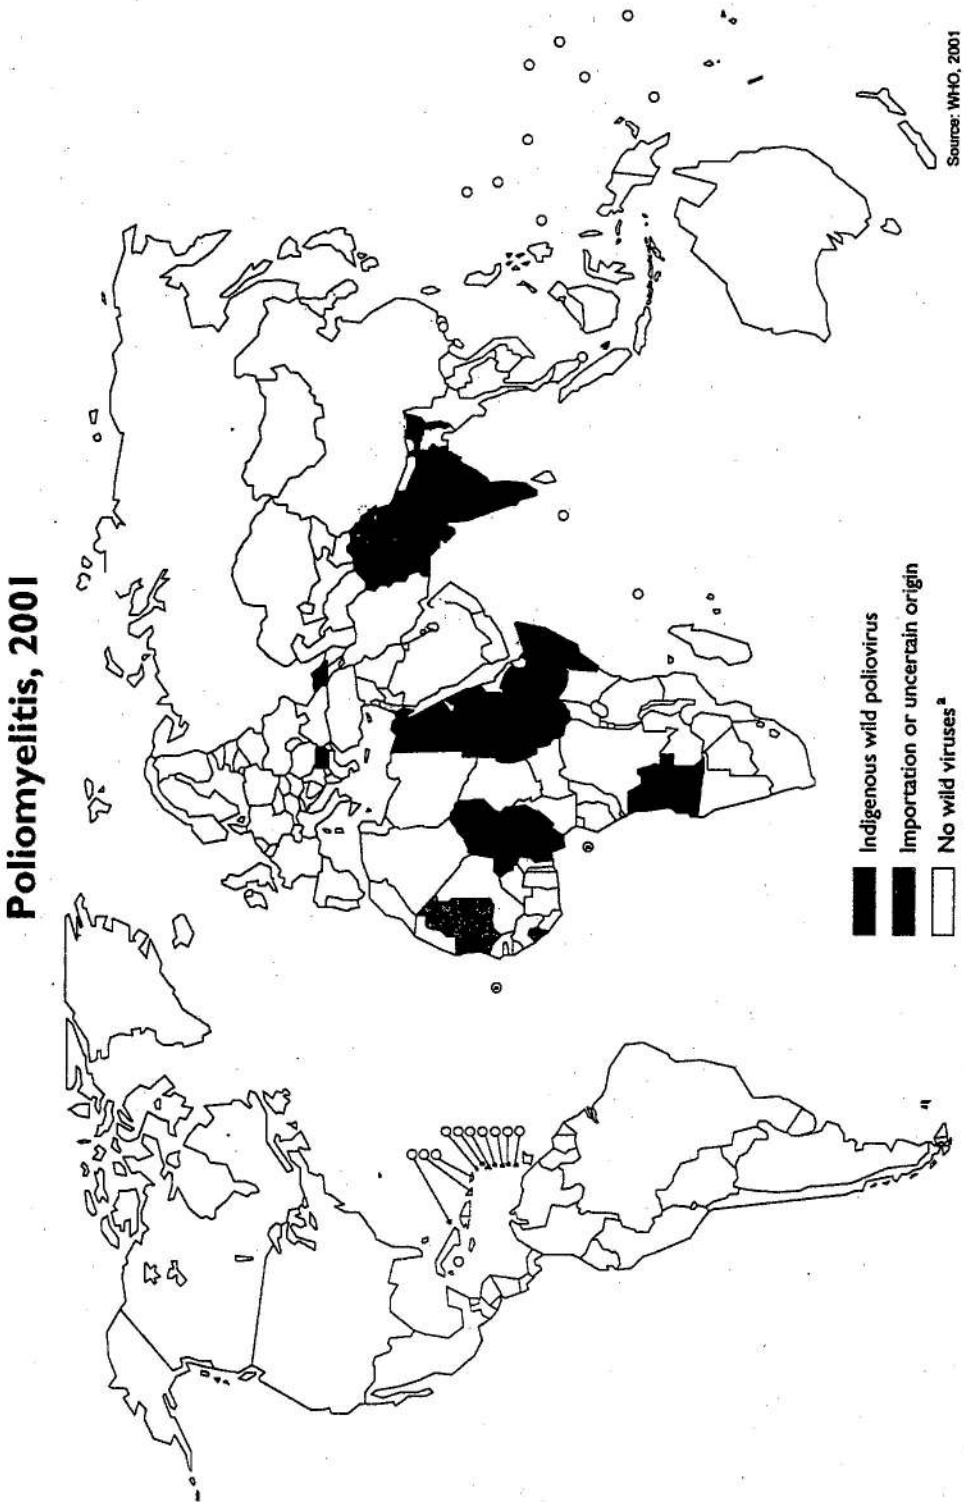 Poliomyelitis, 2001
Indigenous wild poliovirus
Importation or uncertain origin
No wild viruses a
Source: WHO, 2001